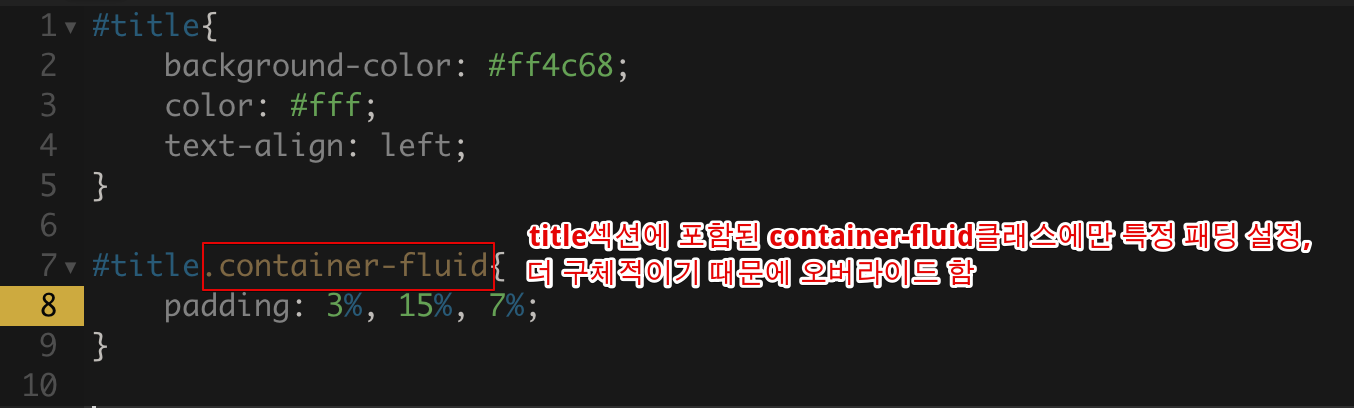 1 ▼ #title{
2 background-color: #ff4c68;
3 color: #fff;
4 text-align: left;
5 }
6
title섹션에 포함된 container-fluid클래스에만 특정 패딩 설정,
7 ▼ #title.container-fluid{
더 구체적이기 때문에 오버라이드 함
8 padding: 3%, 15%, 7%;
9 }
10